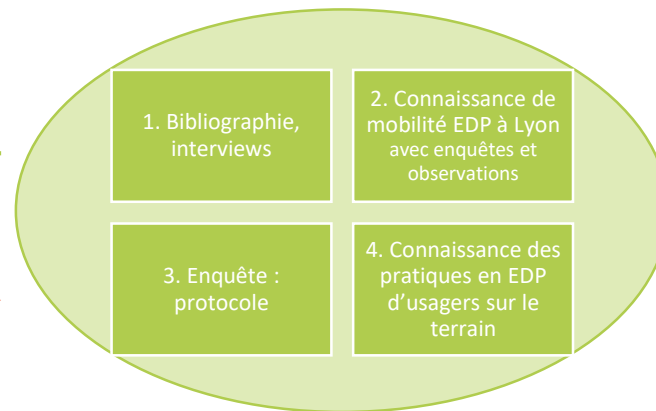 1. Bibliographie,
interviews
2. Connaissance de
mobilité EDP à Lyon
avec enquêtes et
observations
3. Enquête :
protocole
4. Connaissance des
pratiques en EDP
d’usagers sur le
terrain